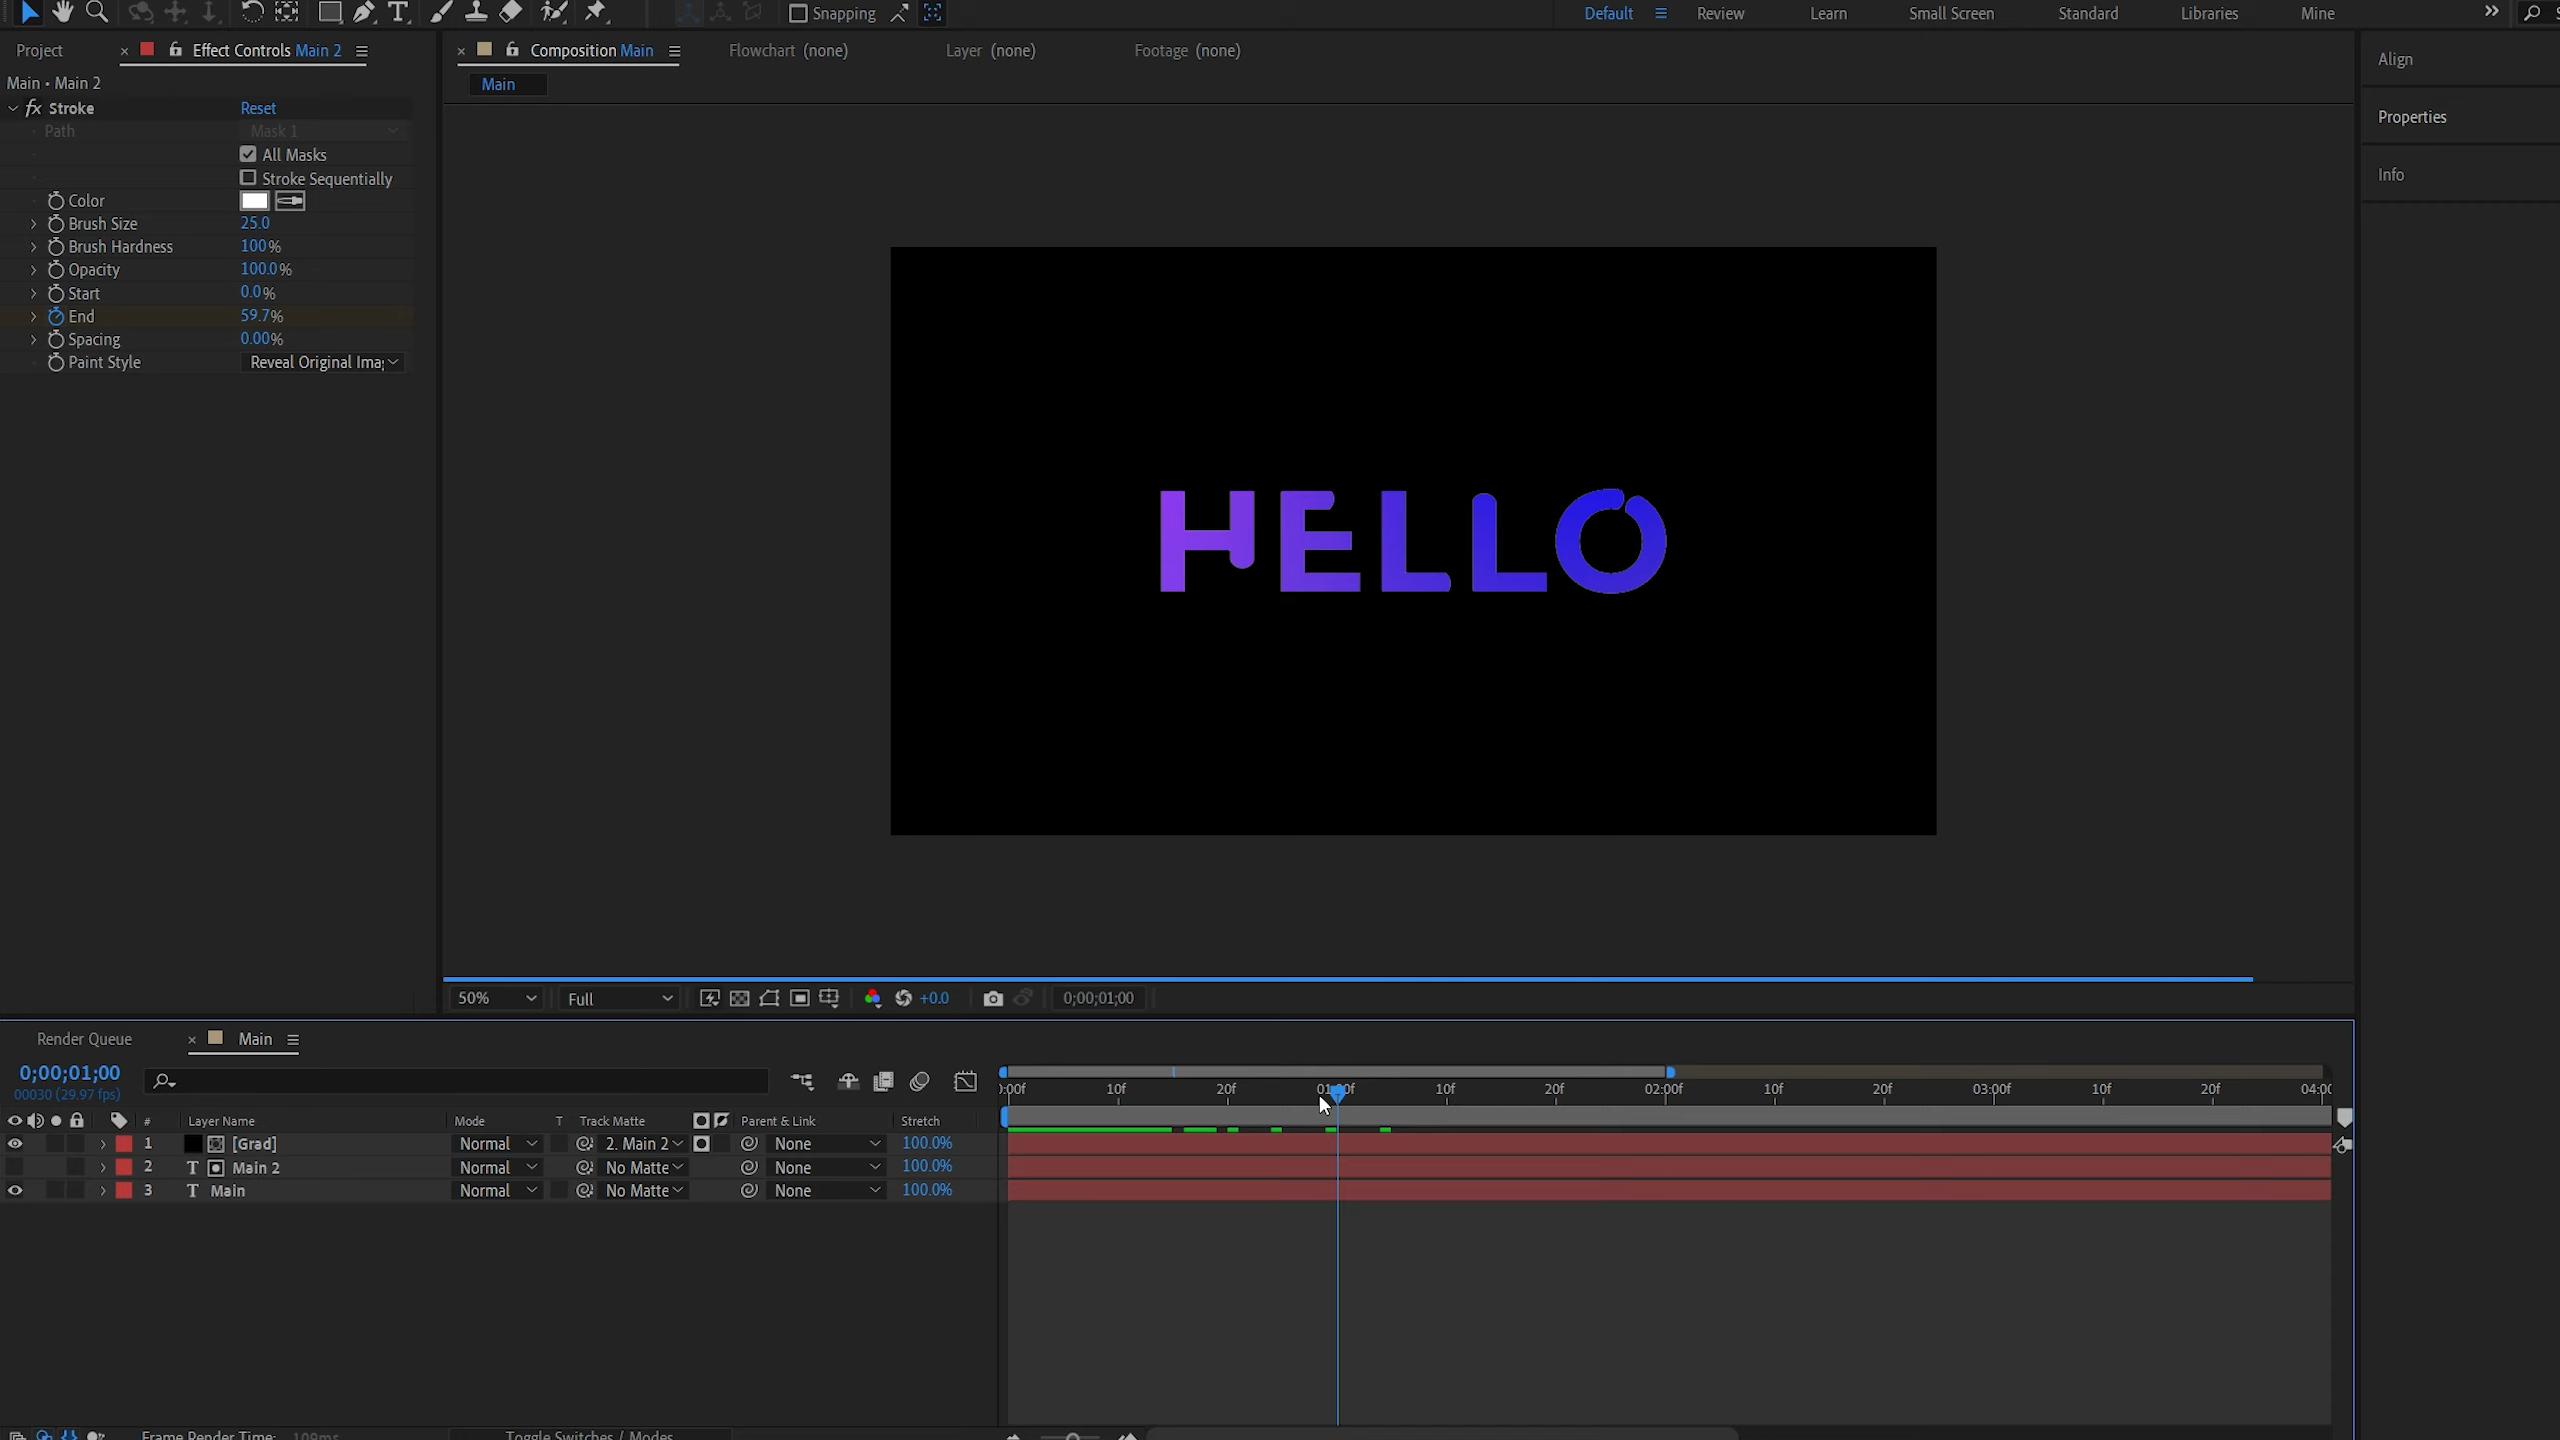 Snapping Default Review Learn Small Screen Standard Libraries Mine
Project Effect Controls Main 2 Composition Main Flowchart (none) Layer (none) Footage (none)
Align
Main • Main 2
Main
fx Stroke Reset
Path Mask 1
Properties
All Masks
Stroke Sequentially
Info
Color
Brush Size 25.0
Brush Hardness 100%
Opacity 100.0%
Start 0.0%
End 59.7%
Spacing 0.00%
Paint Style Reveal Original Imag
HELLO
50% Full +0.0 0;00;01;00
Render Queue Main
0;00;01;00
00030 (29.97 fps)
):00f 10f 20f 01:00f 10f 20f 02:00f 10f 20f 03:00f 10f 20f 04:00
# Layer Name Mode T Track Matte Parent & Link Stretch
1 [Grad] Normal 2. Main 2 None 100.0%
2 T Main 2 Normal No Matte None 100.0%
3 T Main Normal No Matte None 100.0%
Frame Render Time: 109ms Toggle Switches / Modes